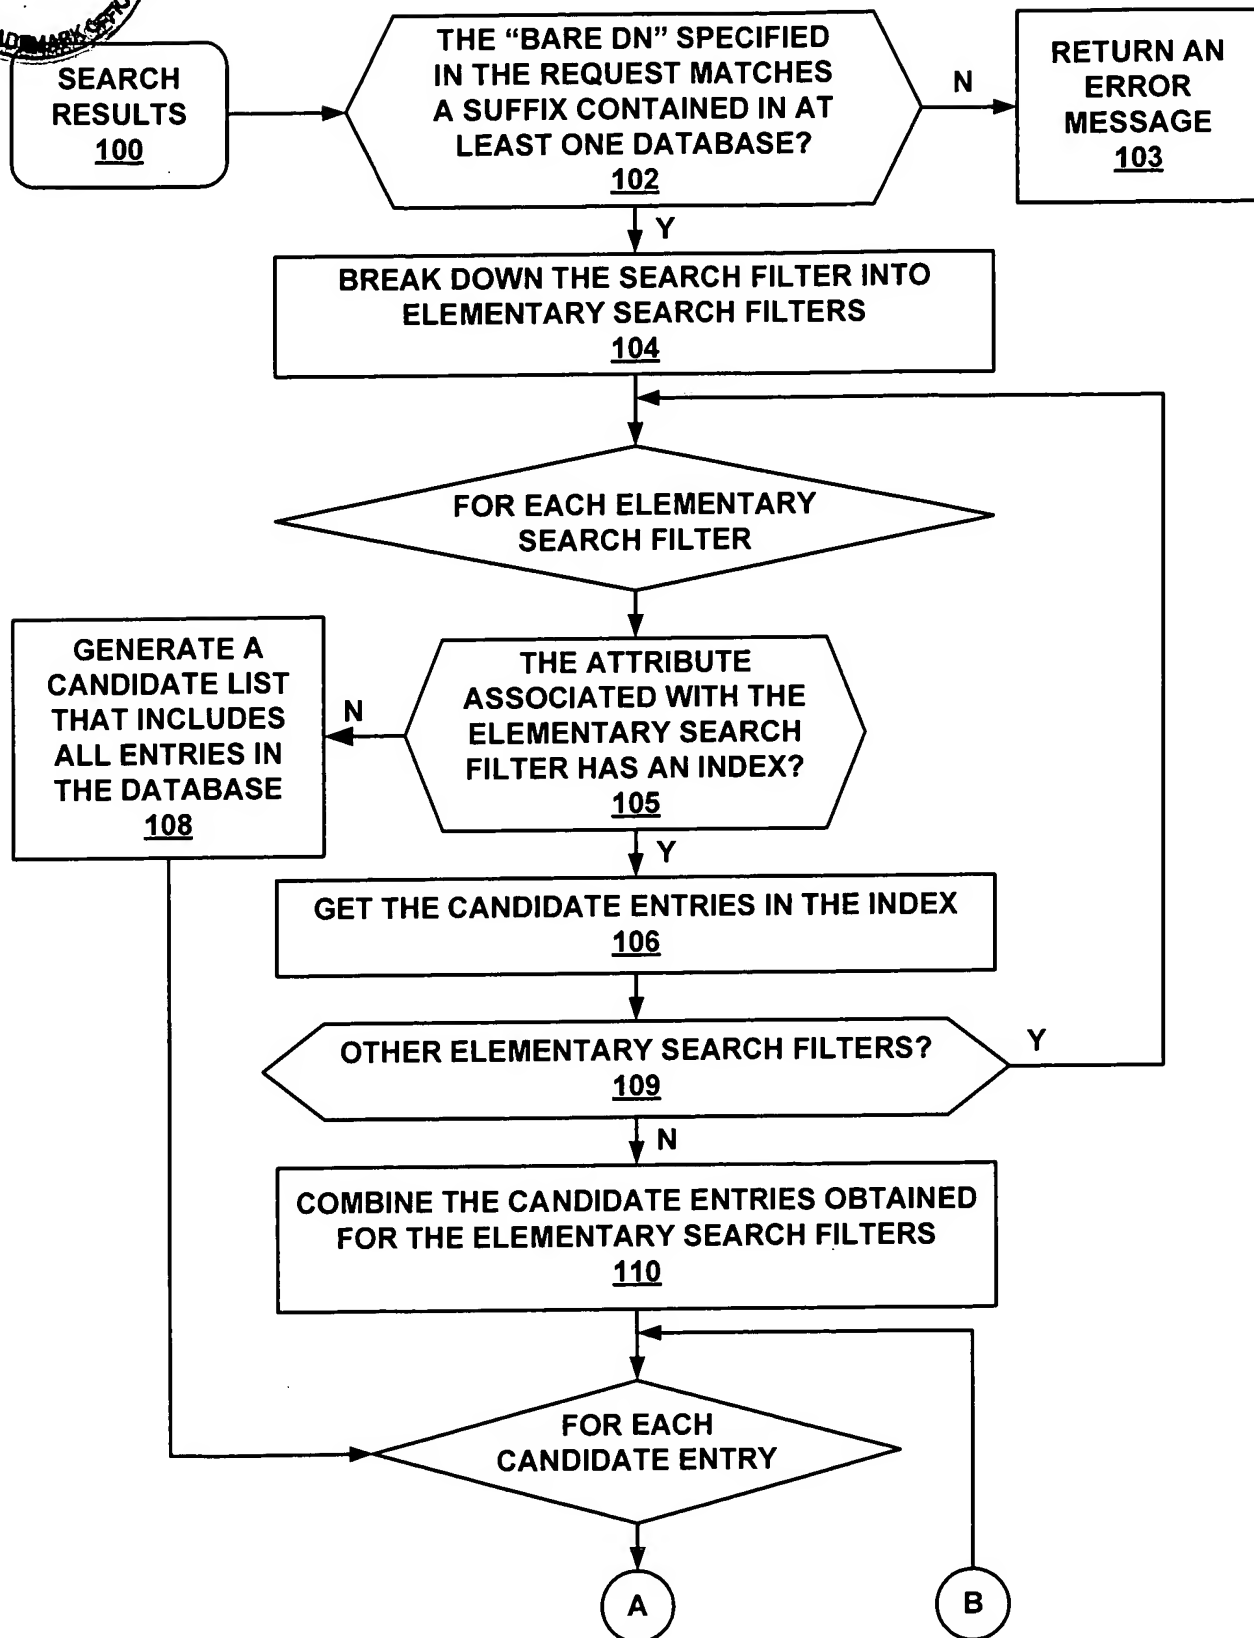 SEARCH
RESULTS
100
THE “BARE DN” SPECIFIED
IN THE REQUEST MATCHES
A SUFFIX CONTAINED IN AT
LEAST ONE DATABASE?
102
N
RETURN AN
ERROR
MESSAGE
103
Y
BREAK DOWN THE SEARCH FILTER INTO
ELEMENTARY SEARCH FILTERS
104
FOR EACH ELEMENTARY
SEARCH FILTER
GENERATE A
CANDIDATE LIST
THAT INCLUDES
ALL ENTRIES IN
THE DATABASE
108
N
THE ATTRIBUTE
ASSOCIATED WITH THE
ELEMENTARY SEARCH
FILTER HAS AN INDEX?
105
Y
GET THE CANDIDATE ENTRIES IN THE INDEX
106
OTHER ELEMENTARY SEARCH FILTERS?
109
Y
N
COMBINE THE CANDIDATE ENTRIES OBTAINED
FOR THE ELEMENTARY SEARCH FILTERS
110
FOR EACH
CANDIDATE ENTRY
A
B